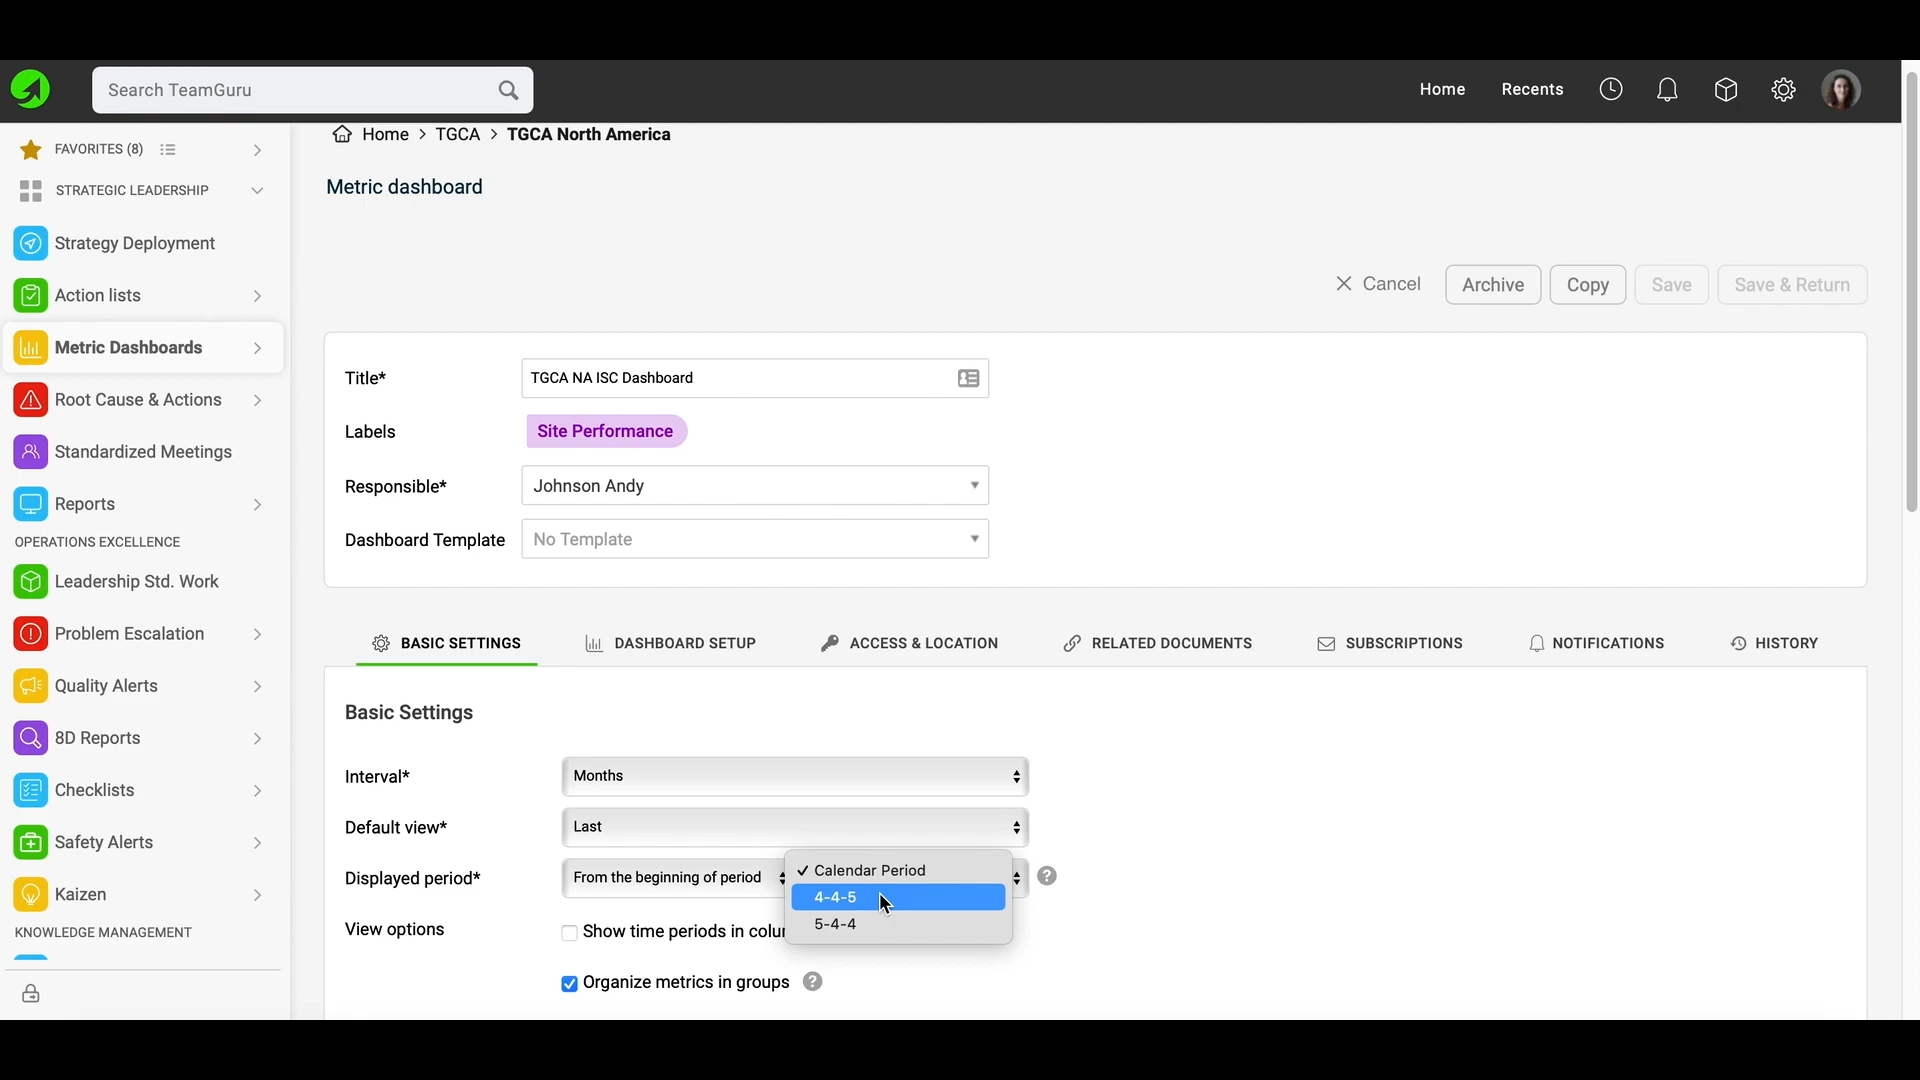 Search TeamGuru
Home
Recents
FAVORITES (8)
STRATEGIC LEADERSHIP
Strategy Deployment
Action lists
Metric Dashboards
Root Cause & Actions
Standardized Meetings
Reports
OPERATIONS EXCELLENCE
Leadership Std. Work
Problem Escalation
Quality Alerts
8D Reports
Checklists
Safety Alerts
Kaizen
KNOWLEDGE MANAGEMENT
Home > TGCA > TGCA North America
Metric dashboard
Cancel
Archive
Copy
Save
Save & Return
Title*
TGCA NA ISC Dashboard
Labels
Site Performance
Responsible*
Johnson Andy
Dashboard Template
No Template
BASIC SETTINGS
DASHBOARD SETUP
ACCESS & LOCATION
RELATED DOCUMENTS
SUBSCRIPTIONS
NOTIFICATIONS
HISTORY
Basic Settings
Interval*
Months
Default view*
Last
Displayed period*
From the beginning of period
✓ Calendar Period
4-4-5
5-4-4
View options
Show time periods in colu
Organize metrics in groups